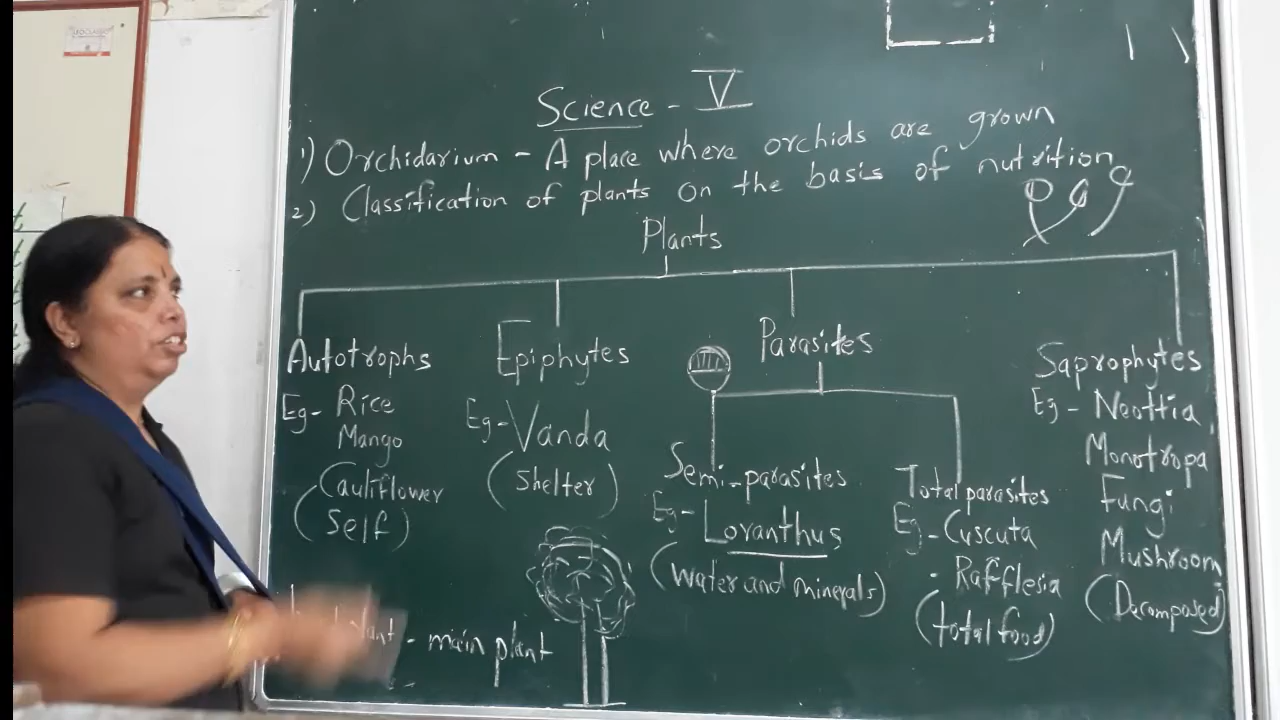 Science - V
1) Orchidarium - A place where orchids are grown
2) Classification of plants on the basis of nutrition
Plants
Autotrophs
Eg- Rice
Mango
Cauliflower
(Self)
Epiphytes
Eg- Vanda
(Shelter)
Parasites
Semi-parasites
Eg- Loranthus
(Water and minerals)
Total parasites
Eg- Cuscuta
Rafflesia
(total food)
Saprophytes
Eg- Neottia
Monotropa
Fungi
Mushroom
(Decomposed)
- main plant